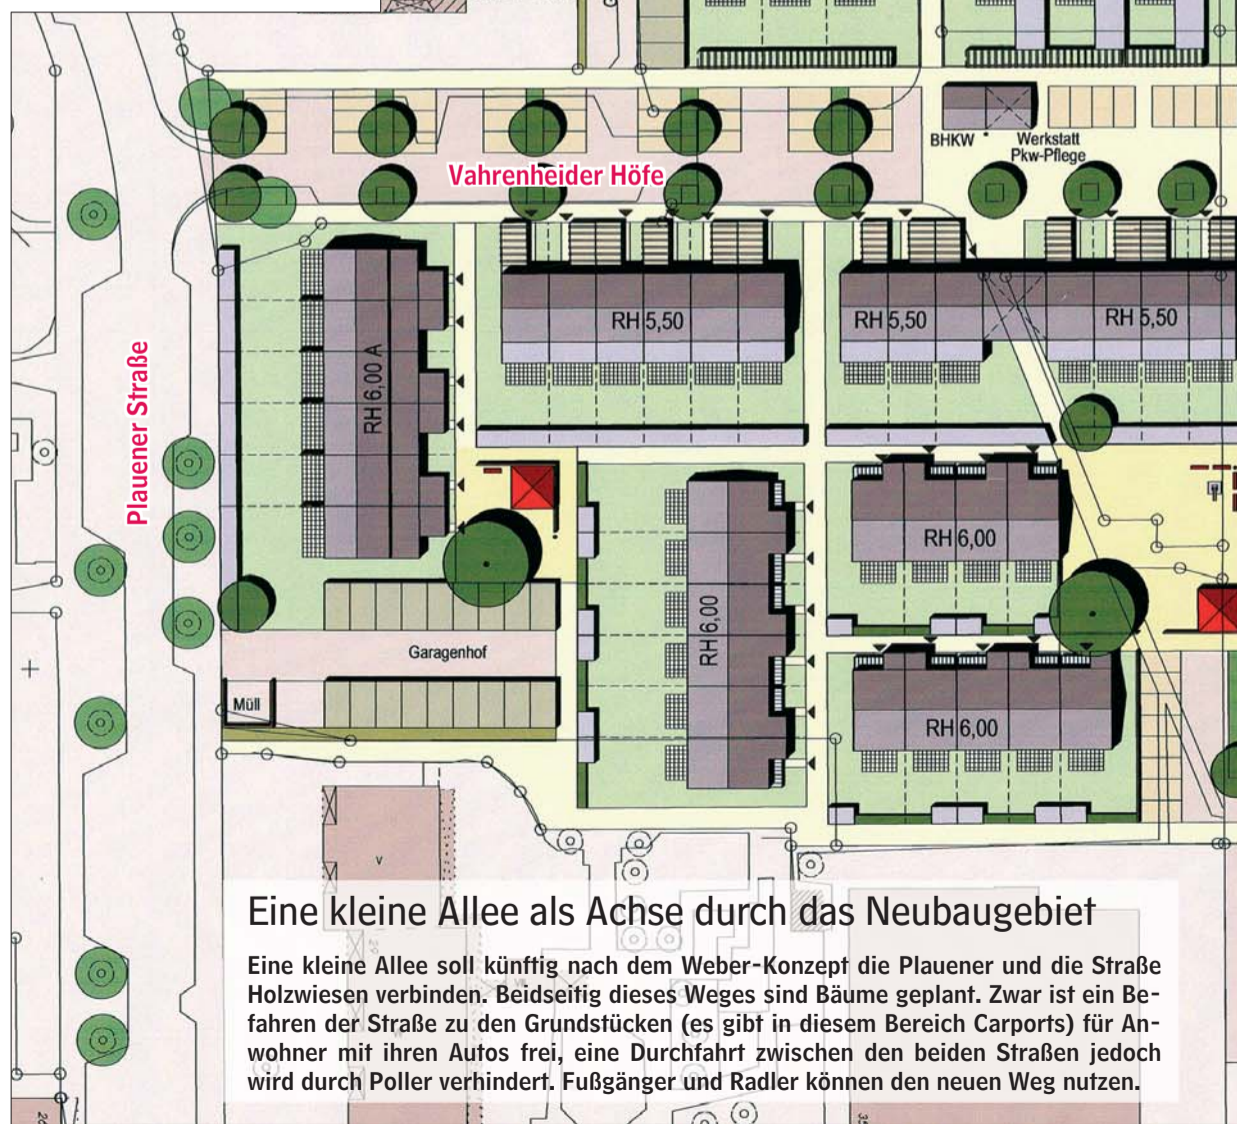 BHKW
Werkstatt
Pkw-Pflege
Vahrenheider Höfe
RH 5,50
RH 5,50
RH 5,50
RH 6,00 A
Plauener Straße
RH 6,00
RH 6,00
Garagenhof
Müll
RH 6,00
Eine kleine Allee als Achse durch das Neubaugebiet
Eine kleine Allee soll künftig nach dem Weber-Konzept die Plauener und die Straße
Holzwiesen verbinden. Beidseitig dieses Weges sind Bäume geplant. Zwar ist ein Be-
fahren der Straße zu den Grundstücken (es gibt in diesem Bereich Carports) für An-
wohner mit ihren Autos frei, eine Durchfahrt zwischen den beiden Straßen jedoch
wird durch Poller verhindert. Fußgänger und Radler können den neuen Weg nutzen.